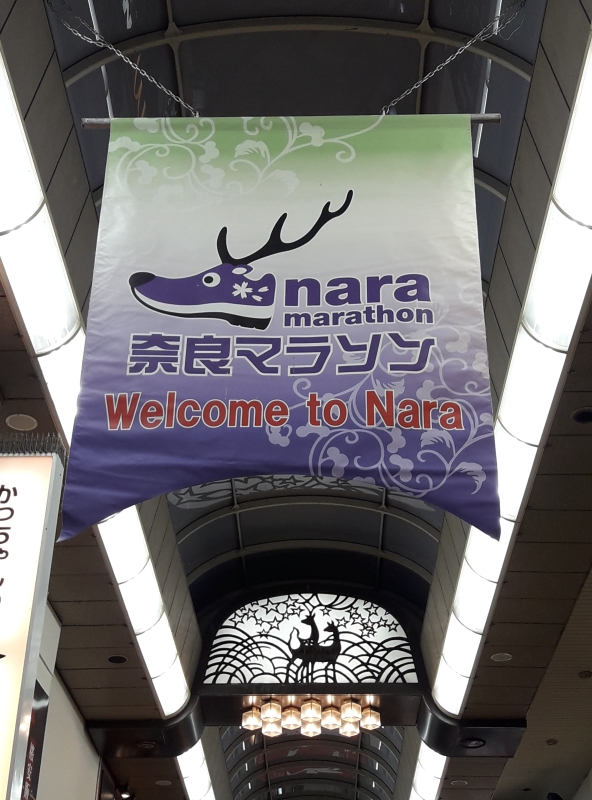 nara
marathon
奈良マラソン
Welcome to Nara